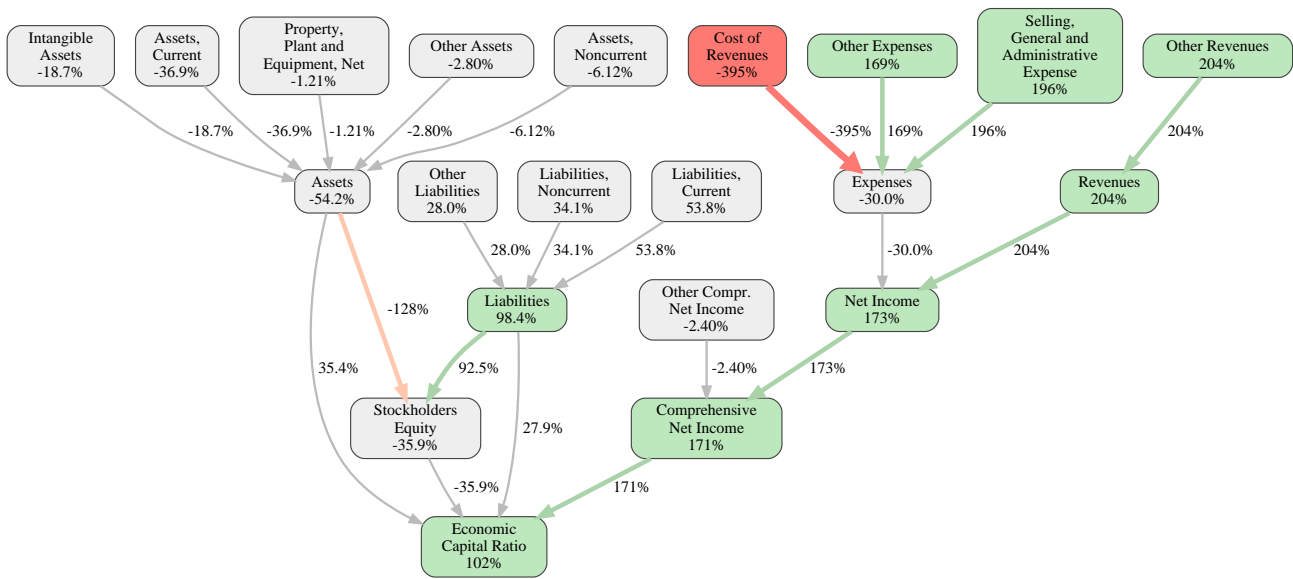 Intangible
Assets
-18.7%
Assets,
Current
-36.9%
Property,
Plant and
Equipment, Net
-1.21%
Other Assets
-2.80%
Assets,
Noncurrent
-6.12%
Cost of
Revenues
-395%
Other Expenses
169%
Selling,
General and
Administrative
Expense
196%
Other Revenues
204%
-18.7%
-36.9%
-1.21%
-2.80%
-6.12%
-395%
169%
196%
204%
Assets
-54.2%
Other
Liabilities
28.0%
Liabilities,
Noncurrent
34.1%
Liabilities,
Current
53.8%
Expenses
-30.0%
Revenues
204%
28.0%
34.1%
53.8%
-30.0%
204%
-128%
Liabilities
98.4%
Other Compr.
Net Income
-2.40%
Net Income
173%
35.4%
92.5%
-2.40%
173%
Stockholders
Equity
-35.9%
27.9%
Comprehensive
Net Income
171%
-35.9%
171%
Economic
Capital Ratio
102%